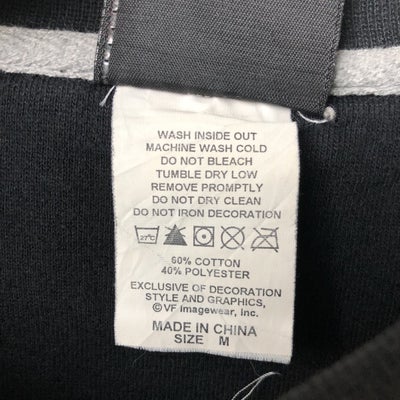 WASH INSIDE OUT
MACHINE WASH COLD
DO NOT BLEACH
TUMBLE DRY LOW
REMOVE PROMPTLY
DO NOT DRY CLEAN
DO NOT IRON DECORATION
27°C
60% COTTON
40% POLYESTER
EXCLUSIVE OF DECORATION
STYLE AND GRAPHICS,
© VF Imagewear, Inc.
MADE IN CHINA
SIZE M